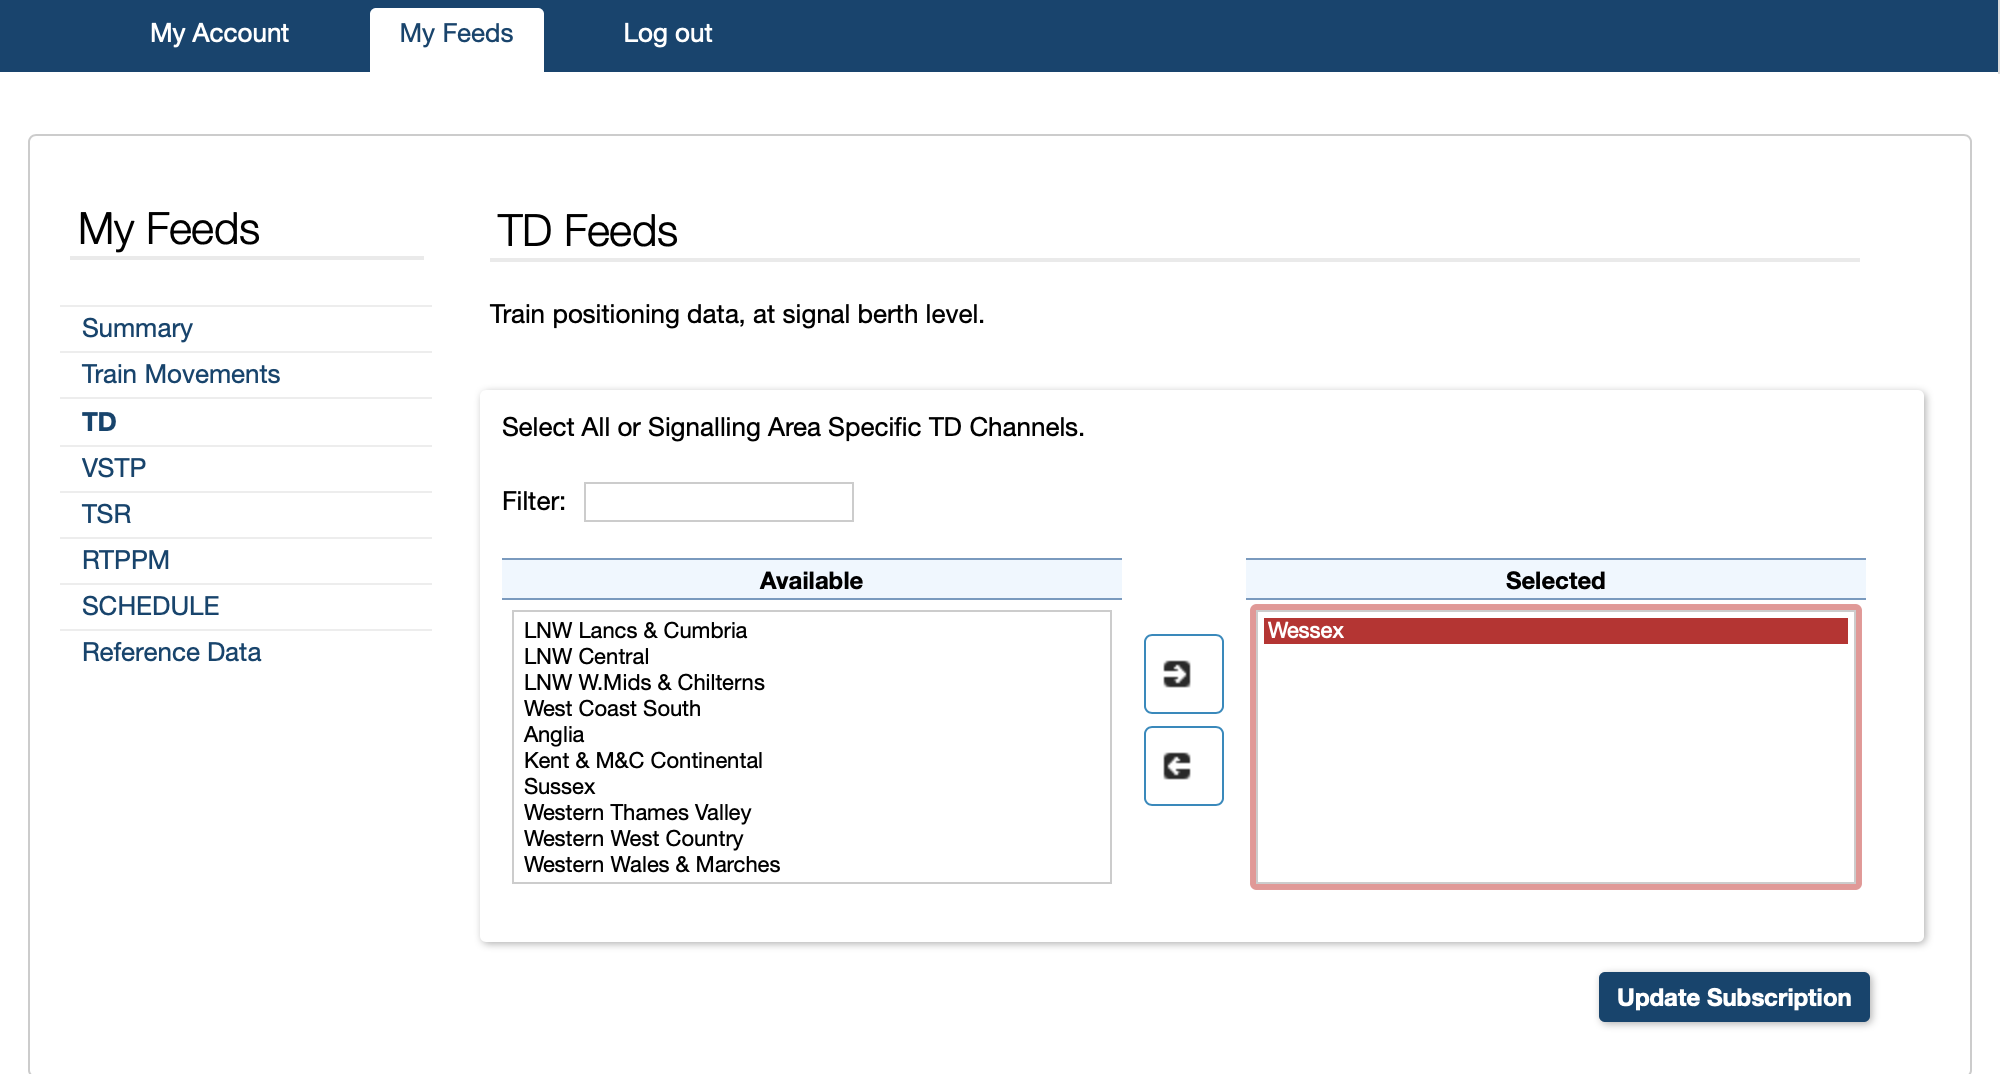 My Account
My Feeds
Log out
My Feeds
Summary
Train Movements
TD
VSTP
TSR
RTPPM
SCHEDULE
Reference Data
TD Feeds
Train positioning data, at signal berth level.
Select All or Signalling Area Specific TD Channels.
Filter:
Available
LNW Lancs & Cumbria
LNW Central
LNW W.Mids & Chilterns
West Coast South
Anglia
Kent & M&C Continental
Sussex
Western Thames Valley
Western West Country
Western Wales & Marches
Selected
Wessex
Update Subscription